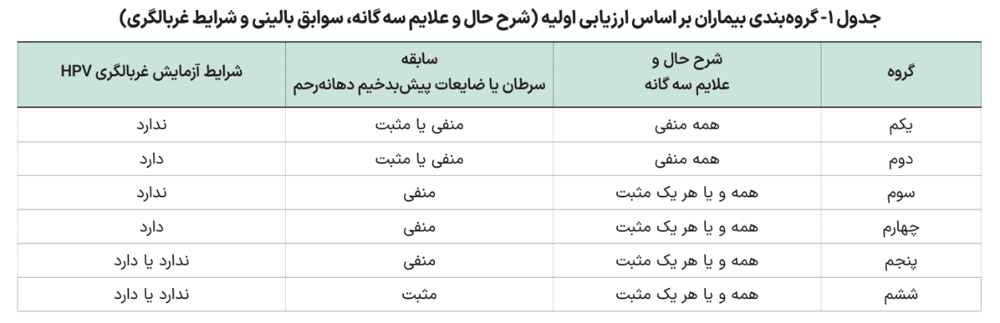 جدول ۱- گروه‌بندی بیماران بر اساس ارزیابی اولیه (شرح حال و علایم سه گانه، سوابق بالینی و شرایط غربالگری)
گروه | شرح حال و علایم سه گانه | سابقه سرطان یا ضایعات پیش‌بدخیم دهانه‌رحم | شرایط آزمایش غربالگری HPV
یکم | همه منفی | منفی یا مثبت | ندارد
دوم | همه منفی | منفی یا مثبت | دارد
سوم | همه و یا هر یک مثبت | منفی | ندارد
چهارم | همه و یا هر یک مثبت | منفی | دارد
پنجم | همه و یا هر یک مثبت | منفی | ندارد یا دارد
ششم | همه و یا هر یک مثبت | مثبت | ندارد یا دارد